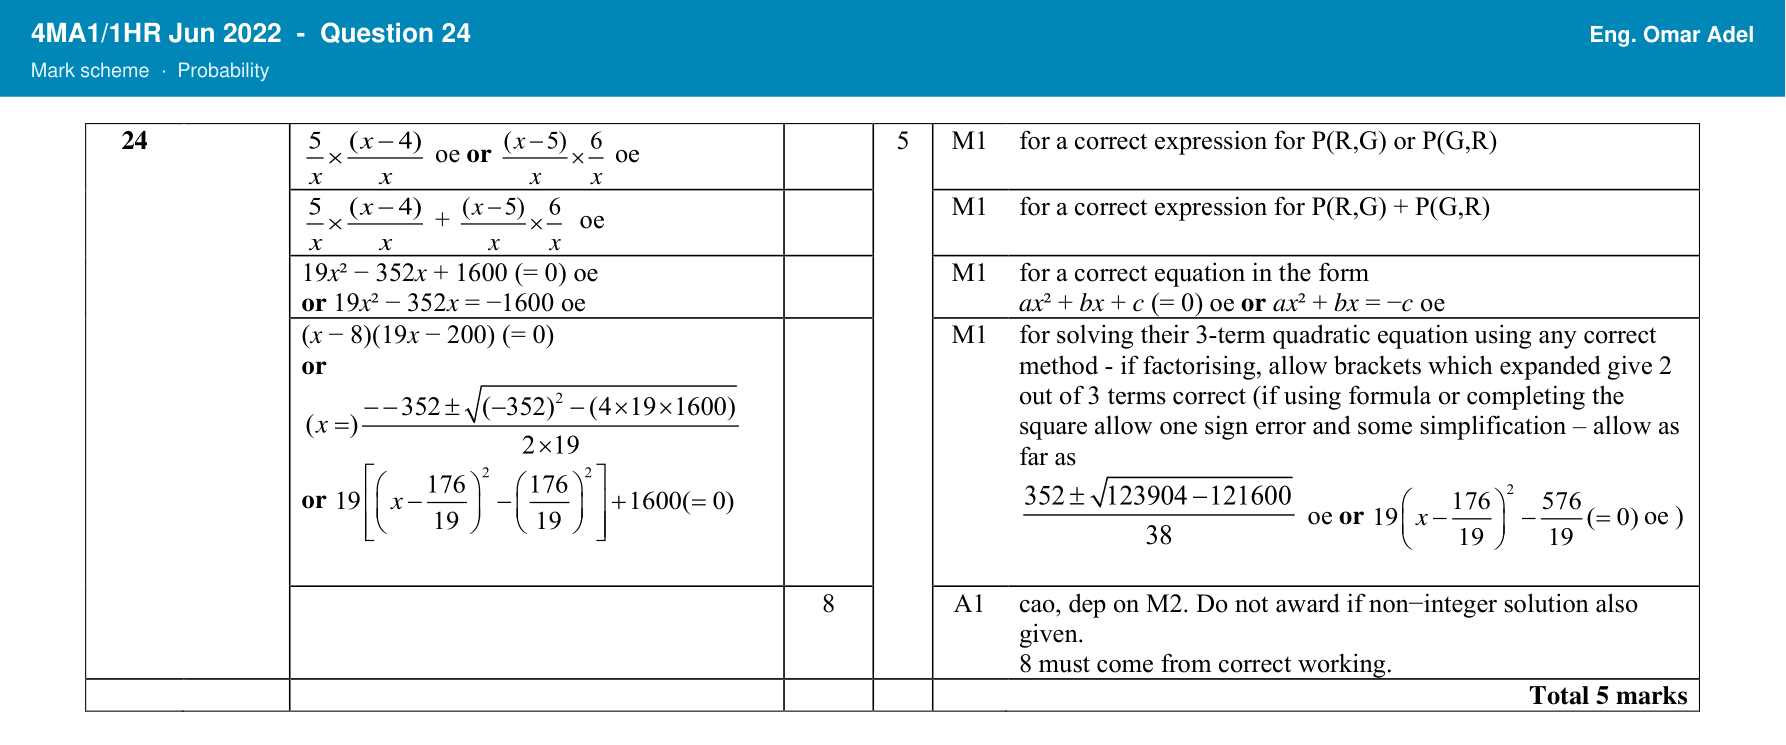 4MA1/1HR Jun 2022 - Question 24
Eng. Omar Adel
Mark scheme · Probability
24
5/x × (x − 4)/x oe or (x − 5)/x × 6/x oe
5
M1 for a correct expression for P(R,G) or P(G,R)
5/x × (x − 4)/x + (x − 5)/x × 6/x oe
M1 for a correct expression for P(R,G) + P(G,R)
19x² − 352x + 1600 (= 0) oe
or 19x² − 352x = −1600 oe
M1 for a correct equation in the form
ax² + bx + c (= 0) oe or ax² + bx = −c oe
(x − 8)(19x − 200) (= 0)
or
(x =) (− −352 ± √((−352)² − (4×19×1600)))/(2×19)
or 19[(x − 176/19)² − (176/19)²] + 1600(= 0)
M1 for solving their 3-term quadratic equation using any correct
method - if factorising, allow brackets which expanded give 2
out of 3 terms correct (if using formula or completing the
square allow one sign error and some simplification – allow as
far as
(352 ± √(123904 − 121600))/38 oe or 19(x − 176/19)² − 576/19 (= 0) oe )
8
A1 cao, dep on M2. Do not award if non−integer solution also
given.
8 must come from correct working.
Total 5 marks